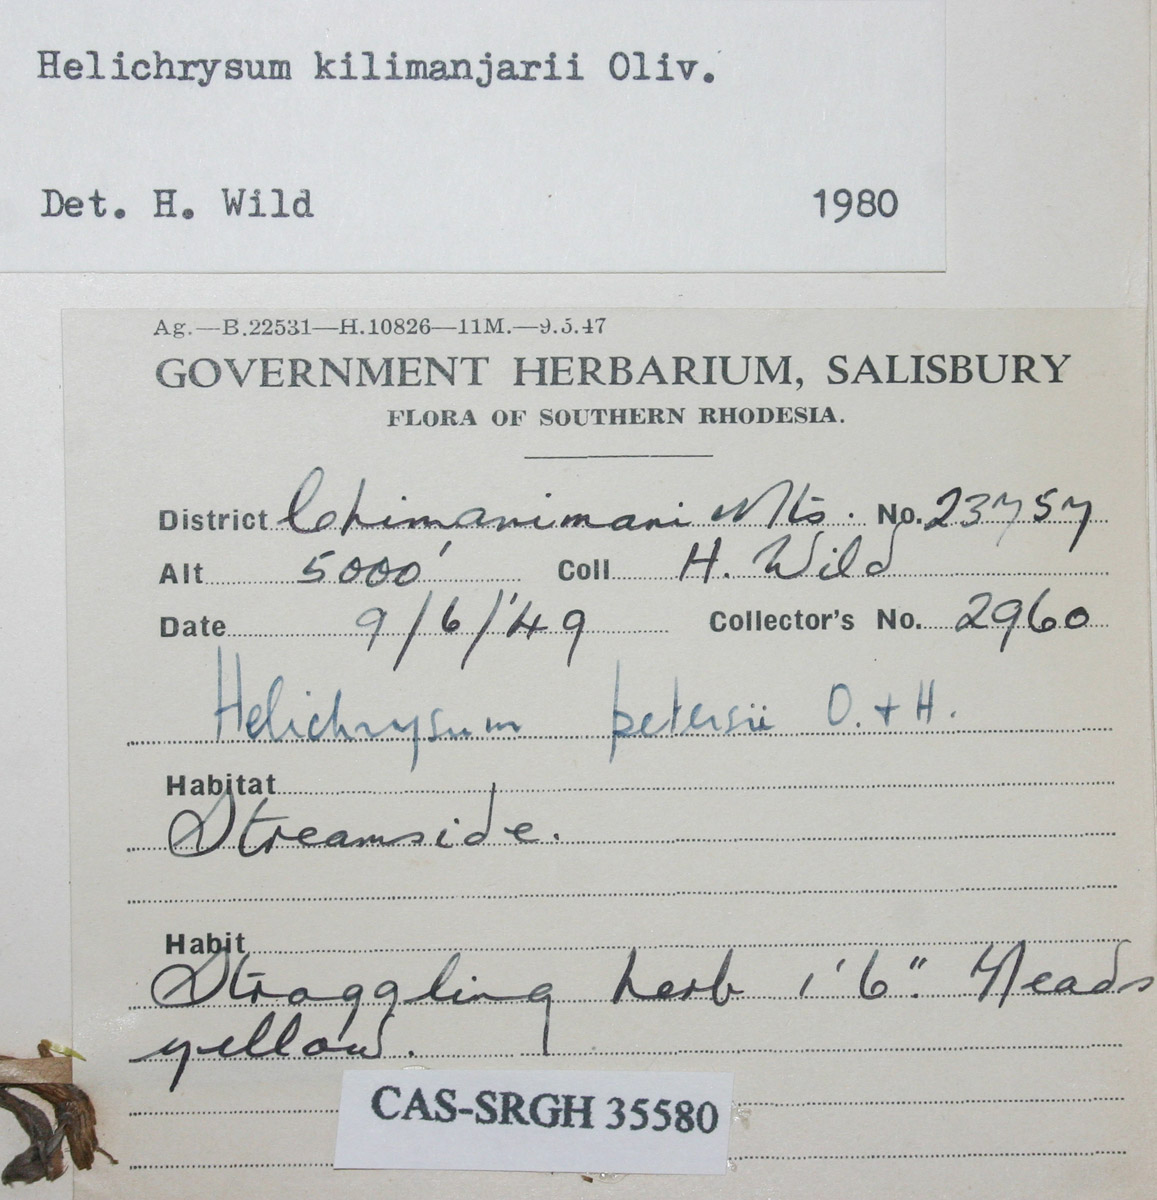 Helichrysum kilimanjarii Oliv.
Det. H. Wild 1980
Ag.—B.22531—H.10826—11M.—9.5.47
GOVERNMENT HERBARIUM, SALISBURY
FLORA OF SOUTHERN RHODESIA.
District Chimanimani Mts. No. 23757
Alt 5000' Coll H. Wild
Date 9/6/'49 Collector's No. 2960
Helichrysum petersii O. + H.
Habitat
Streamside.
Habit
Straggling herb 1'6". Heads
yellow.
CAS-SRGH 35580